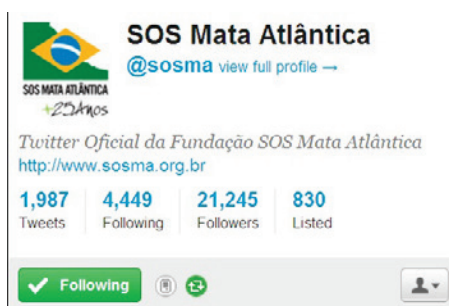 SOS Mata Atlântica
@sosma view full profile →
SOS MATA ATLÂNTICA
+25Anos
Twitter Oficial da Fundação SOS Mata Atlântica
http://www.sosma.org.br
1,987 4,449 21,245 830
Tweets Following Followers Listed
Following